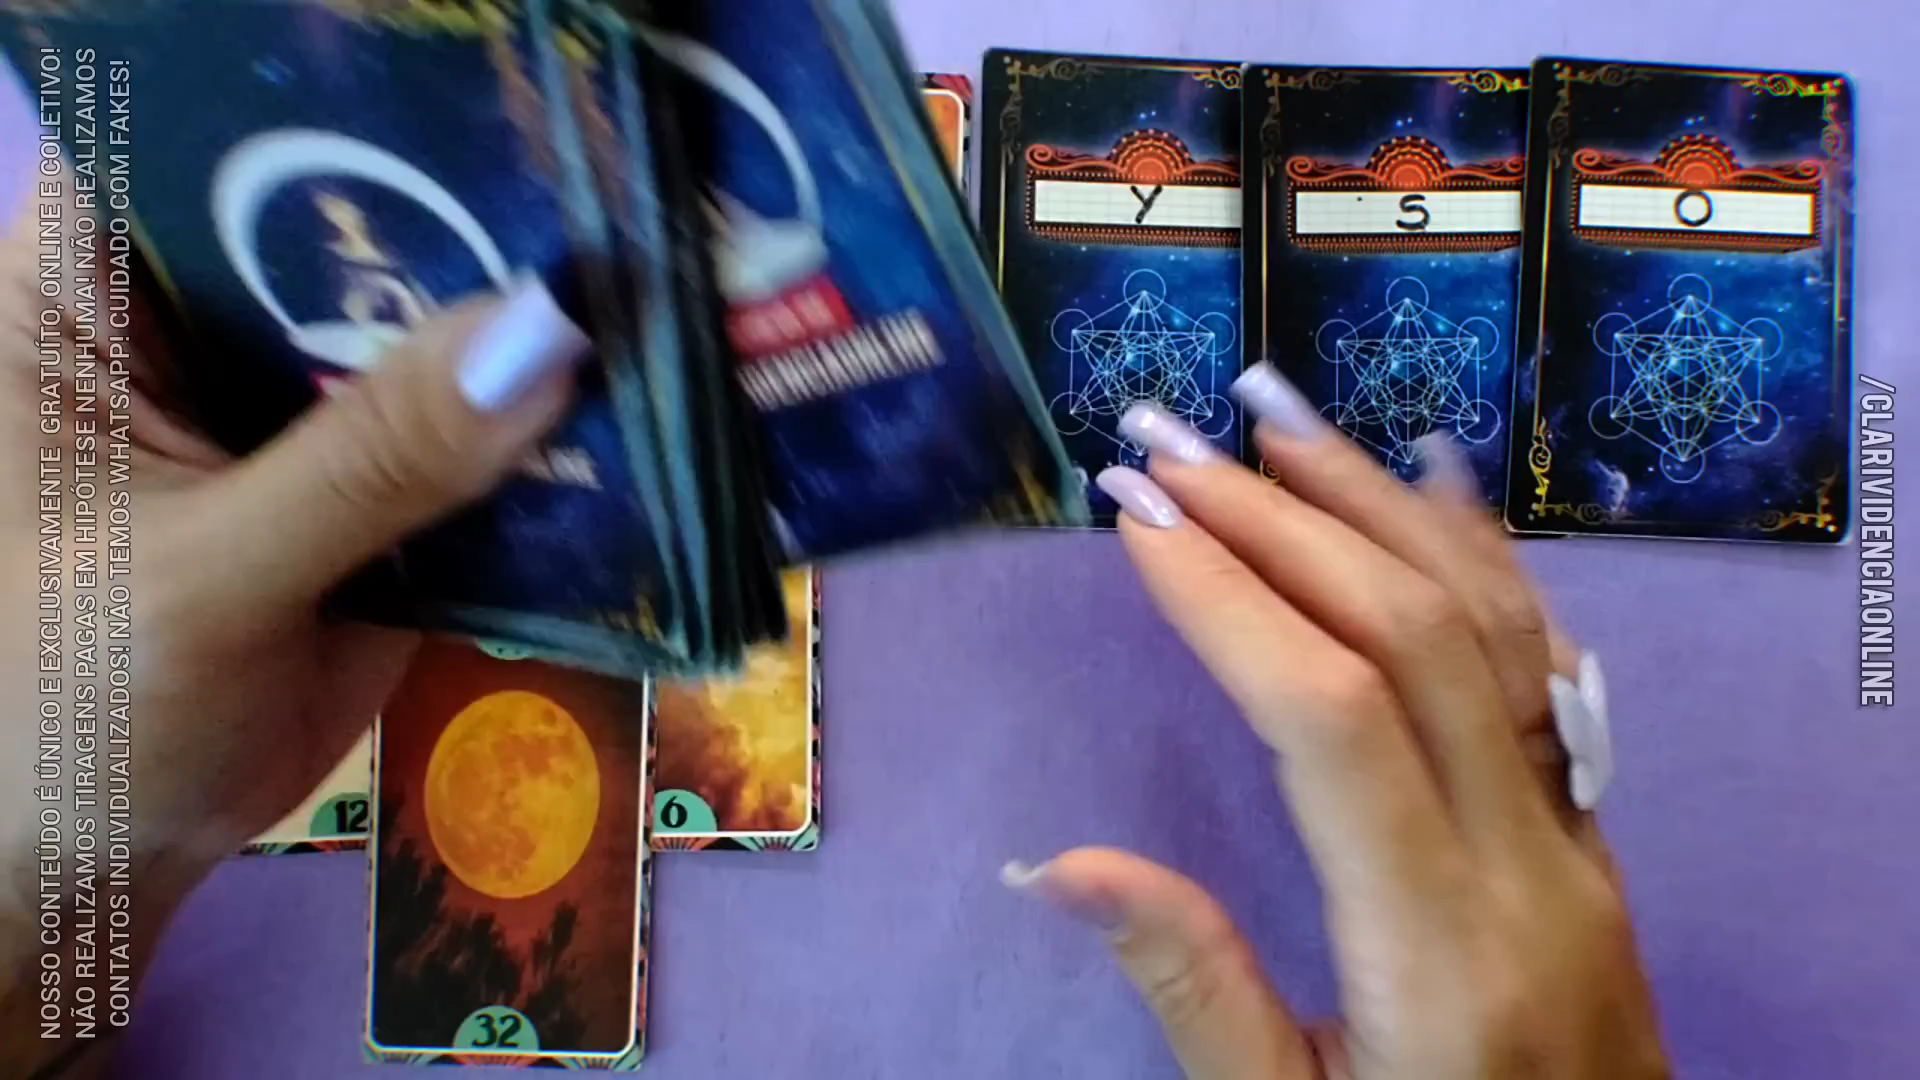 NOSSO CONTEÚDO É ÚNICO E EXCLUSIVAMENTE GRATUÍTO, ONLINE E COLETIVO!
NÃO REALIZAMOS TIRAGENS PAGAS EM HIPÓTESE NENHUMA! NÃO REALIZAMOS
CONTATOS INDIVIDUALIZADOS! NÃO TEMOS WHATSAPP! CUIDADO COM FAKES!
Y
S
O
12
6
32
/CLARIVIDENCIAONLINE